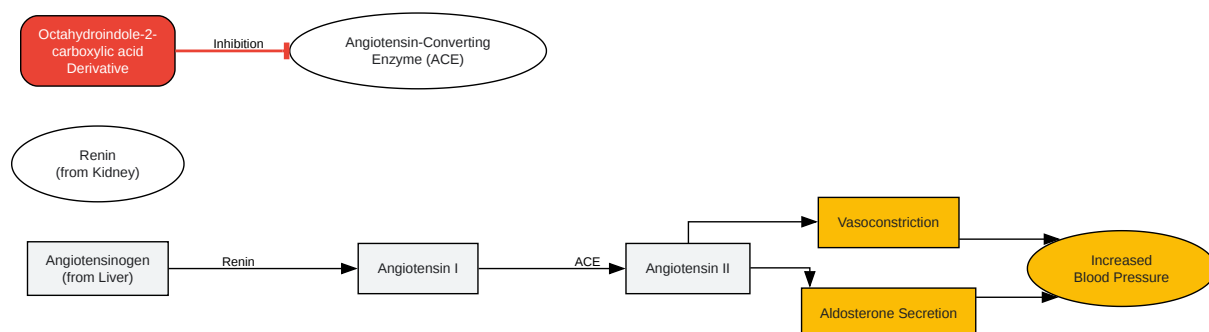 Octahydroindole-2-
carboxylic acid
Derivative
Inhibition
Angiotensin-Converting
Enzyme (ACE)
Renin
(from Kidney)
Angiotensinogen
(from Liver)
Renin
Angiotensin I
ACE
Angiotensin II
Vasoconstriction
Aldosterone Secretion
Increased
Blood Pressure